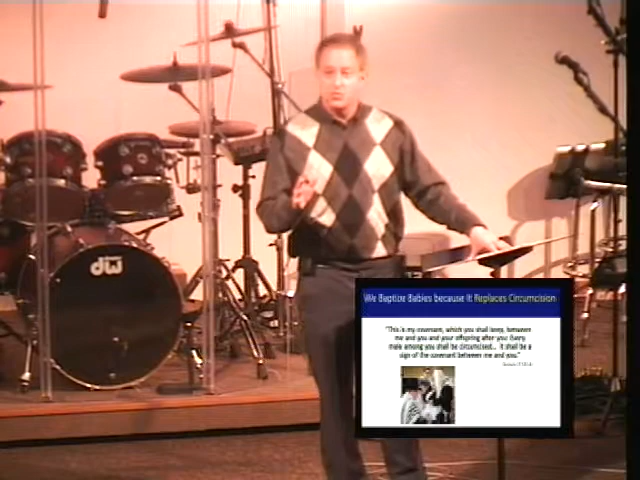 dw
We Baptize Babies because It Replaces Circumcision
"This is my covenant, which you shall keep, between
me and you and your offspring after you: Every
male among you shall be circumcised... it shall be a
sign of the covenant between me and you."